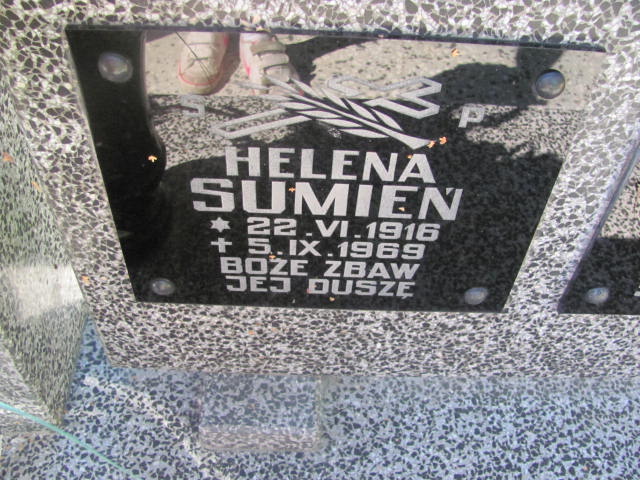 Ś P
HELENA
SUMIEŃ
* 22.VI.1916
+ 5.IX.1969
BOŻE ZBAW
JEJ DUSZĘ